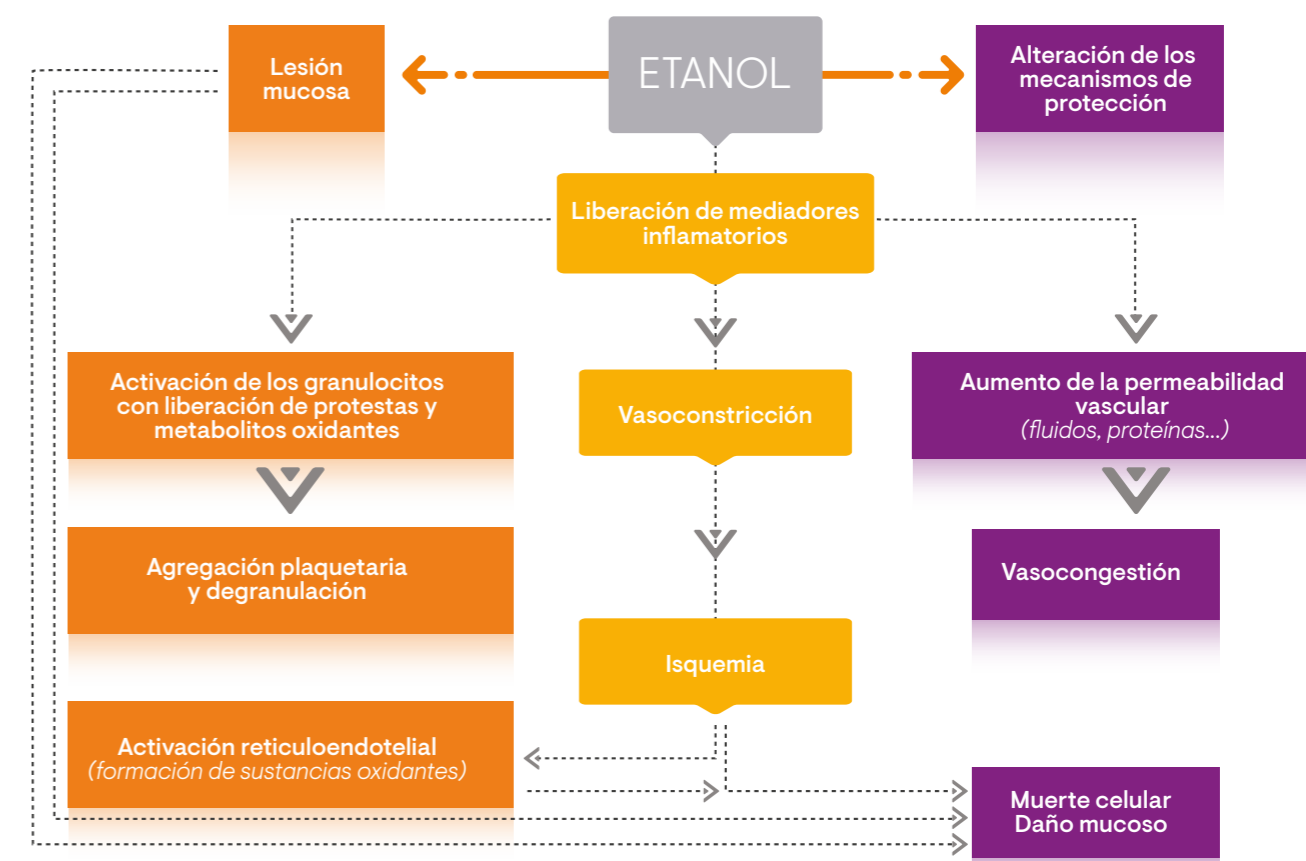 Lesión
mucosa
ETANOL
Alteración de los
mecanismos de
protección
Liberación de mediadores
inflamatorios
Activación de los granulocitos
con liberación de protestas y
metabolitos oxidantes
Vasoconstricción
Aumento de la permeabilidad
vascular
(fluidos, proteínas...)
Agregación plaquetaria
y degranulación
Vasocongestión
Isquemia
Activación reticuloendotelial
(formación de sustancias oxidantes)
Muerte celular
Daño mucoso